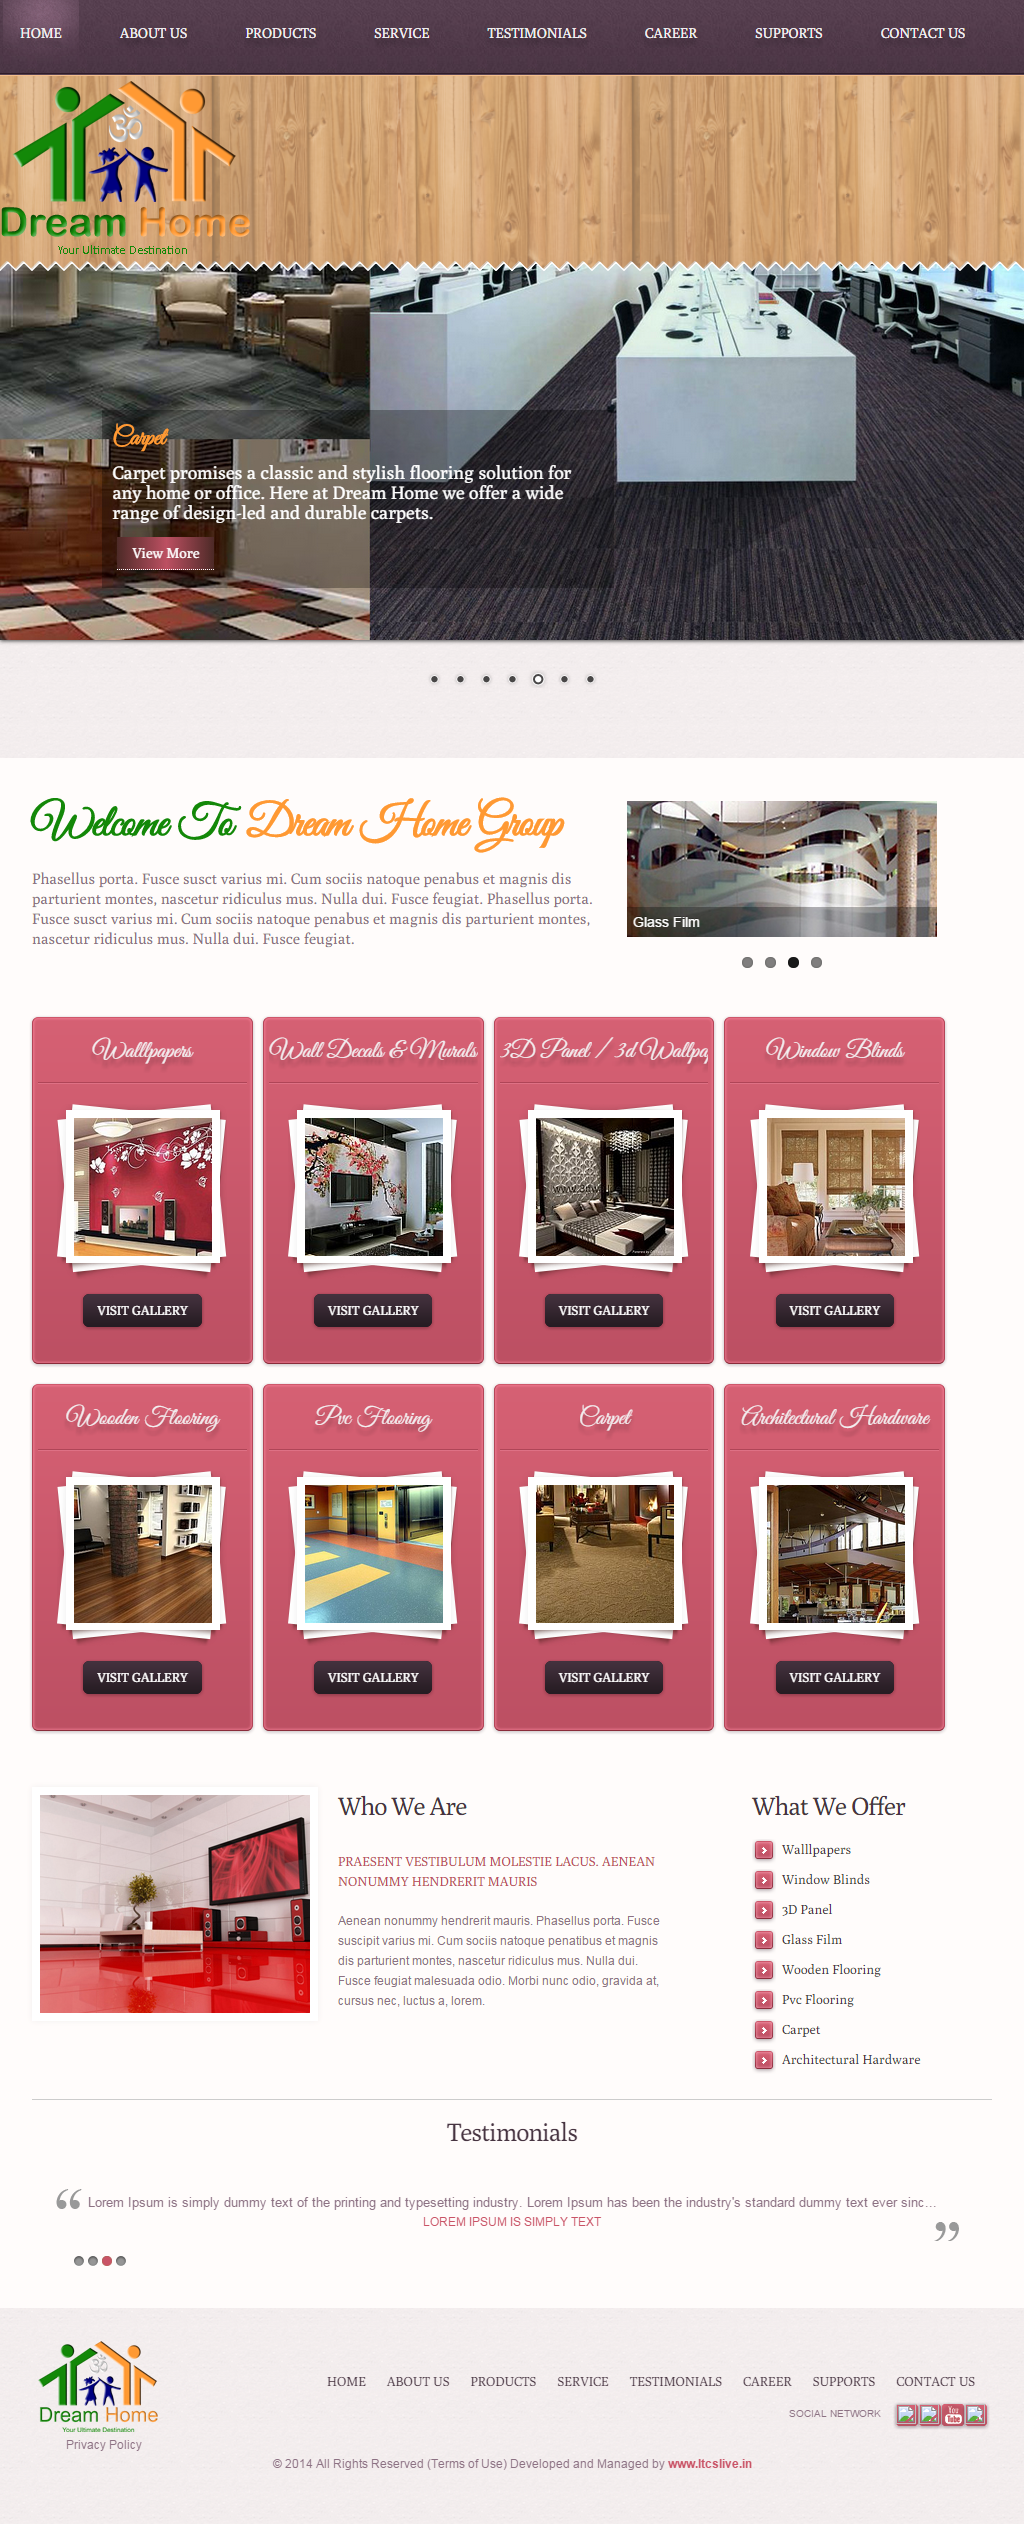 HOME ABOUT US PRODUCTS SERVICE TESTIMONIALS CAREER SUPPORTS CONTACT US
ॐ
Dream Home
Your Ultimate Destination
Carpet
Carpet promises a classic and stylish flooring solution for
any home or office. Here at Dream Home we offer a wide
range of design-led and durable carpets.
View More
Welcome To Dream Home Group
Phasellus porta. Fusce susct varius mi. Cum sociis natoque penabus et magnis dis
parturient montes, nascetur ridiculus mus. Nulla dui. Fusce feugiat. Phasellus porta.
Fusce susct varius mi. Cum sociis natoque penabus et magnis dis parturient montes,
nascetur ridiculus mus. Nulla dui. Fusce feugiat.
Glass Film
Walllpapers
Wall Decals & Murals
3D Panel / 3d Wallpa
Window Blinds
VISIT GALLERY
VISIT GALLERY
VISIT GALLERY
VISIT GALLERY
Wooden Flooring
Pvc Flooring
Carpet
Architectural Hardware
VISIT GALLERY
VISIT GALLERY
VISIT GALLERY
VISIT GALLERY
Who We Are
PRAESENT VESTIBULUM MOLESTIE LACUS. AENEAN
NONUMMY HENDRERIT MAURIS
Aenean nonummy hendrerit mauris. Phasellus porta. Fusce
suscipit varius mi. Cum sociis natoque penatibus et magnis
dis parturient montes, nascetur ridiculus mus. Nulla dui.
Fusce feugiat malesuada odio. Morbi nunc odio, gravida at,
cursus nec, luctus a, lorem.
What We Offer
Walllpapers
Window Blinds
3D Panel
Glass Film
Wooden Flooring
Pvc Flooring
Carpet
Architectural Hardware
Testimonials
“ Lorem Ipsum is simply dummy text of the printing and typesetting industry. Lorem Ipsum has been the industry's standard dummy text ever sinc...
LOREM IPSUM IS SIMPLY TEXT ”
ॐ
Dream Home
Your Ultimate Destination
Privacy Policy
HOME ABOUT US PRODUCTS SERVICE TESTIMONIALS CAREER SUPPORTS CONTACT US
SOCIAL NETWORK You Tube
© 2014 All Rights Reserved (Terms of Use) Developed and Managed by www.ltcslive.in